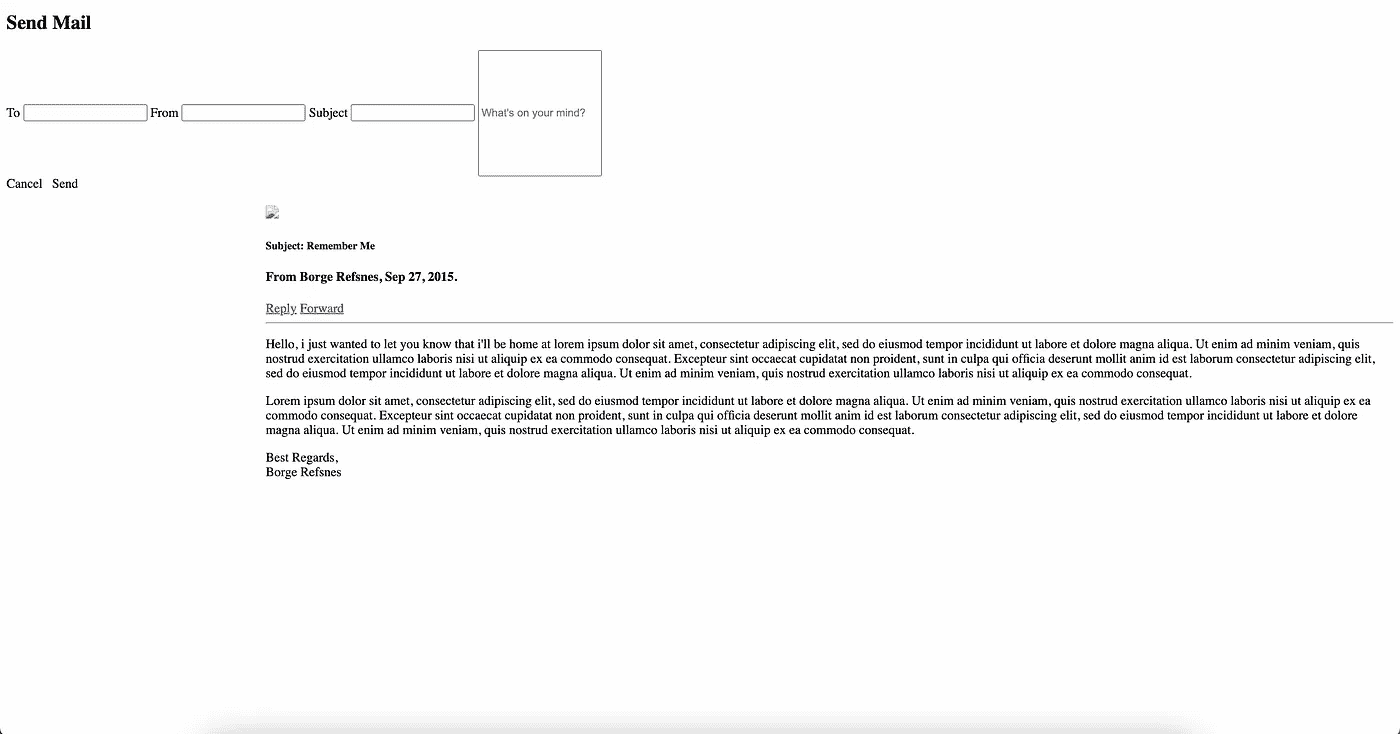 Send Mail
To From Subject What's on your mind?
Cancel Send
Subject: Remember Me
From Borge Refsnes, Sep 27, 2015.
Reply Forward
Hello, i just wanted to let you know that i'll be home at lorem ipsum dolor sit amet, consectetur adipiscing elit, sed do eiusmod tempor incididunt ut labore et dolore magna aliqua. Ut enim ad minim veniam, quis
nostrud exercitation ullamco laboris nisi ut aliquip ex ea commodo consequat. Excepteur sint occaecat cupidatat non proident, sunt in culpa qui officia deserunt mollit anim id est laborum consectetur adipiscing elit,
sed do eiusmod tempor incididunt ut labore et dolore magna aliqua. Ut enim ad minim veniam, quis nostrud exercitation ullamco laboris nisi ut aliquip ex ea commodo consequat.
Lorem ipsum dolor sit amet, consectetur adipiscing elit, sed do eiusmod tempor incididunt ut labore et dolore magna aliqua. Ut enim ad minim veniam, quis nostrud exercitation ullamco laboris nisi ut aliquip ex ea
commodo consequat. Excepteur sint occaecat cupidatat non proident, sunt in culpa qui officia deserunt mollit anim id est laborum consectetur adipiscing elit, sed do eiusmod tempor incididunt ut labore et dolore
magna aliqua. Ut enim ad minim veniam, quis nostrud exercitation ullamco laboris nisi ut aliquip ex ea commodo consequat.
Best Regards,
Borge Refsnes